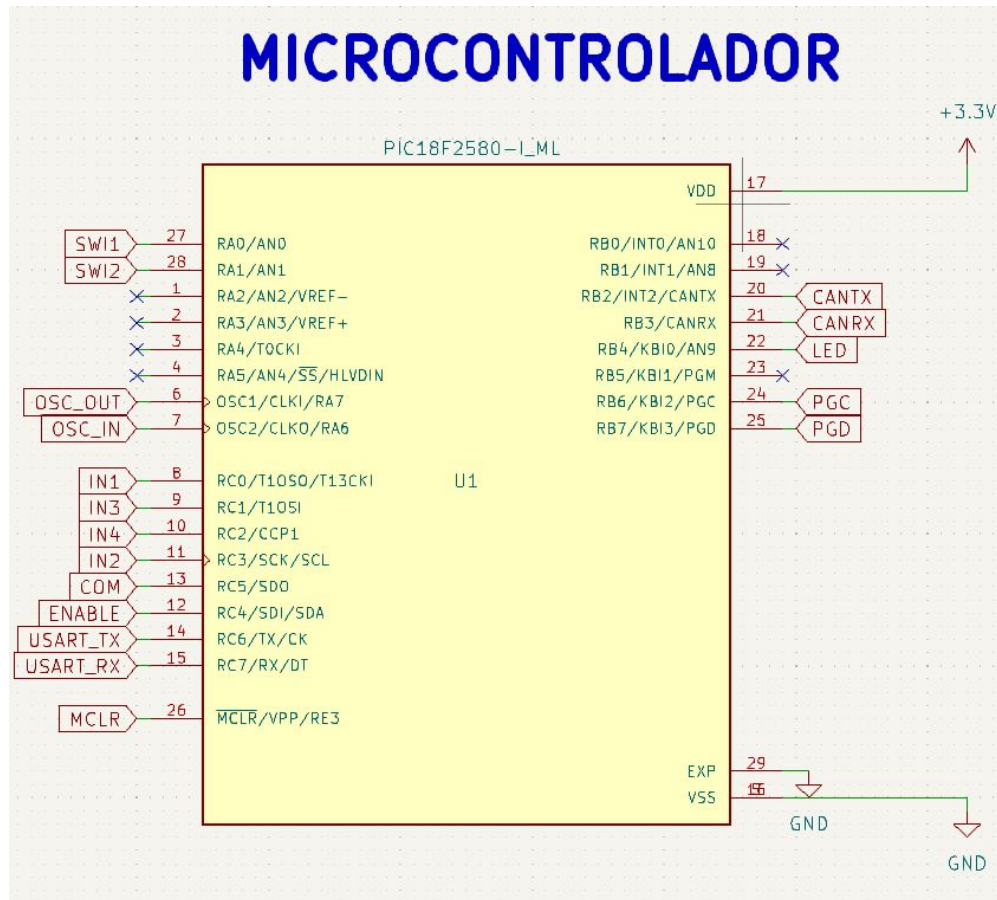 MICROCONTROLADOR
+3.3V
PIC18F2580-I_ML
VDD 17
SWI1 27 RA0/AN0
RB0/INT0/AN10 18
SWI2 28 RA1/AN1
RB1/INT1/AN8 19
1 RA2/AN2/VREF-
RB2/INT2/CANTX 20 CANTX
2 RA3/AN3/VREF+
RB3/CANRX 21 CANRX
3 RA4/T0CKI
RB4/KBI0/AN9 22 LED
4 RA5/AN4/SS/HLVDIN
RB5/KBI1/PGM 23
OSC_OUT 6 OSC1/CLKI/RA7
RB6/KBI2/PGC 24 PGC
OSC_IN 7 OSC2/CLKO/RA6
RB7/KBI3/PGD 25 PGD
IN1 8 RC0/T1OSO/T13CKI
U1
IN3 9 RC1/T1OSI
IN4 10 RC2/CCP1
IN2 11 RC3/SCK/SCL
COM 13 RC5/SDO
ENABLE 12 RC4/SDI/SDA
USART_TX 14 RC6/TX/CK
USART_RX 15 RC7/RX/DT
MCLR 26 MCLR/VPP/RE3
EXP 29
VSS
GND
GND